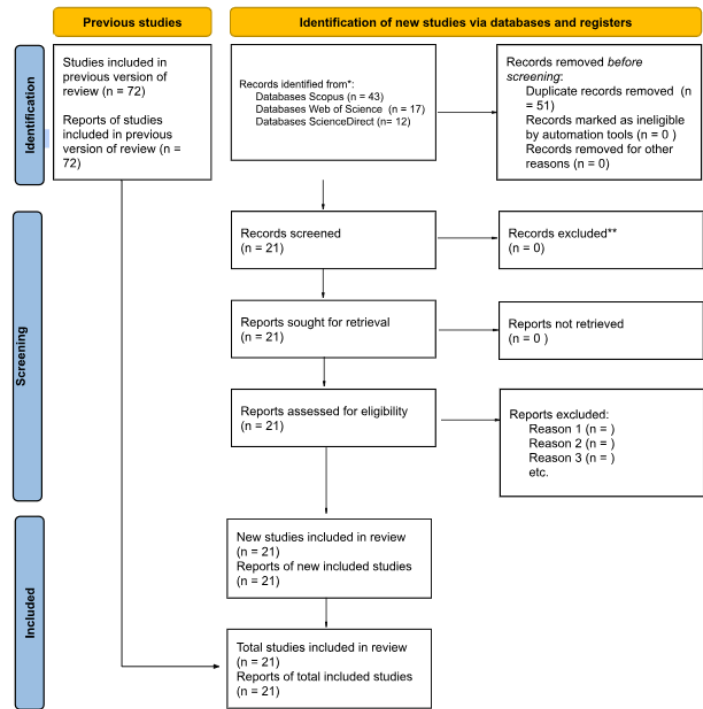 Previous studies
Identification of new studies via databases and registers
Identification
Studies included in
previous version of
review (n = 72)
Reports of studies
included in previous
version of review (n =
72)
Records identified from*:
Databases Scopus (n = 43)
Databases Web of Science (n = 17)
Databases ScienceDirect (n= 12)
Records removed before
screening:
Duplicate records removed (n
= 51)
Records marked as ineligible
by automation tools (n = 0 )
Records removed for other
reasons (n = 0)
Screening
Records screened
(n = 21)
Records excluded**
(n = 0)
Reports sought for retrieval
(n = 21)
Reports not retrieved
(n = 0 )
Reports assessed for eligibility
(n = 21)
Reports excluded:
Reason 1 (n = )
Reason 2 (n = )
Reason 3 (n = )
etc.
Included
New studies included in review
(n = 21)
Reports of new included studies
(n = 21)
Total studies included in review
(n = 21)
Reports of total included studies
(n = 21)